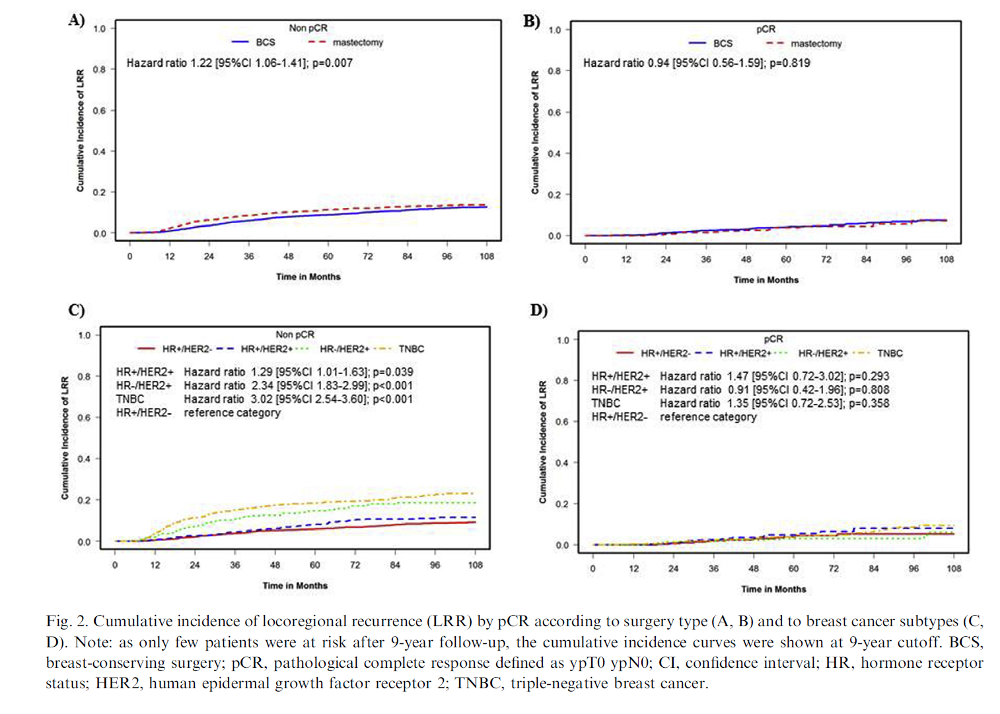 A)
Non pCR
BCS mastectomy
Hazard ratio 1.22 [95%CI 1.06-1.41]; p=0.007
1.0
0.8
0.6
0.4
0.2
0.0
Cumulative Incidence of LRR
0 12 24 36 48 60 72 84 96 108
Time in Months
B)
pCR
BCS mastectomy
Hazard ratio 0.94 [95%CI 0.56-1.59]; p=0.819
1.0
0.8
0.6
0.4
0.2
0.0
Cumulative Incidence of LRR
0 12 24 36 48 60 72 84 96 108
Time in Months
C)
Non pCR
HR+/HER2- HR+/HER2+ HR-/HER2+ TNBC
HR+/HER2+ Hazard ratio 1.29 [95%CI 1.01-1.63]; p=0.039
HR-/HER2+ Hazard ratio 2.34 [95%CI 1.83-2.99]; p<0.001
TNBC Hazard ratio 3.02 [95%CI 2.54-3.60]; p<0.001
HR+/HER2- reference category
1.0
0.8
0.6
0.4
0.2
0.0
Cumulative Incidence of LRR
0 12 24 36 48 60 72 84 96 108
Time in Months
D)
pCR
HR+/HER2- HR+/HER2+ HR-/HER2+ TNBC
HR+/HER2+ Hazard ratio 1.47 [95%CI 0.72-3.02]; p=0.293
HR-/HER2+ Hazard ratio 0.91 [95%CI 0.42-1.96]; p=0.808
TNBC Hazard ratio 1.35 [95%CI 0.72-2.53]; p=0.358
HR+/HER2- reference category
1.0
0.8
0.6
0.4
0.2
0.0
Cumulative Incidence of LRR
0 12 24 36 48 60 72 84 96 108
Time in Months
Fig. 2. Cumulative incidence of locoregional recurrence (LRR) by pCR according to surgery type (A, B) and to breast cancer subtypes (C,
D). Note: as only few patients were at risk after 9-year follow-up, the cumulative incidence curves were shown at 9-year cutoff. BCS,
breast-conserving surgery; pCR, pathological complete response defined as ypT0 ypN0; CI, confidence interval; HR, hormone receptor
status; HER2, human epidermal growth factor receptor 2; TNBC, triple-negative breast cancer.